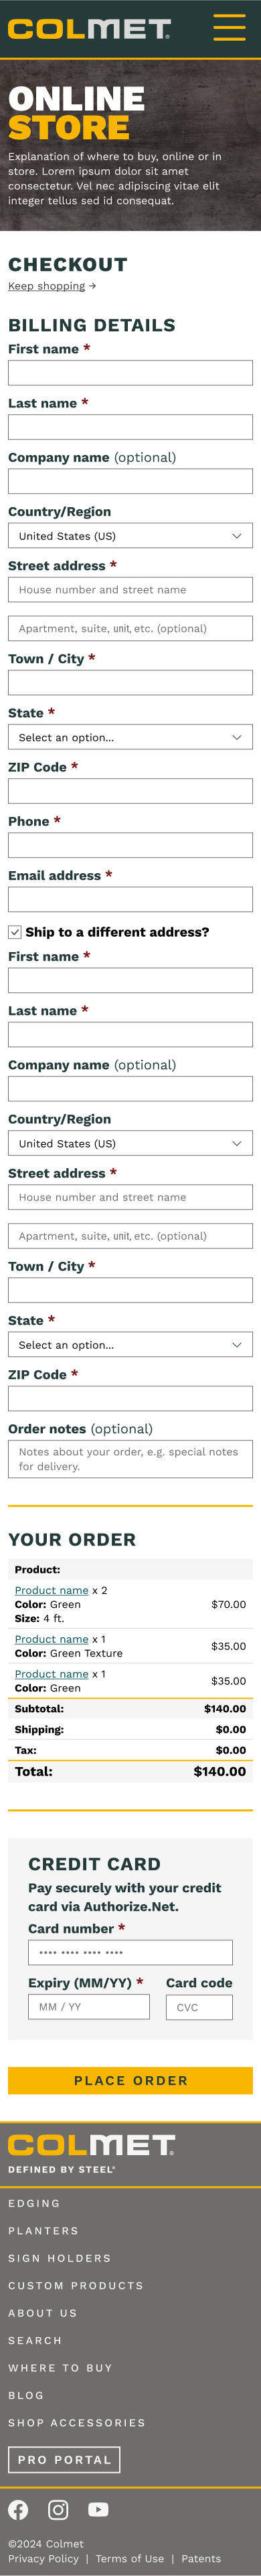 COLMET®
ONLINE
STORE
Explanation of where to buy, online or in
store. Lorem ipsum dolor sit amet
consectetur. Vel nec adipiscing vitae elit
integer tellus sed id consequat.
CHECKOUT
Keep shopping →
BILLING DETAILS
First name *
Last name *
Company name (optional)
Country/Region
United States (US)
Street address *
House number and street name
Apartment, suite, unit, etc. (optional)
Town / City *
State *
Select an option...
ZIP Code *
Phone *
Email address *
Ship to a different address?
First name *
Last name *
Company name (optional)
Country/Region
United States (US)
Street address *
House number and street name
Apartment, suite, unit, etc. (optional)
Town / City *
State *
Select an option...
ZIP Code *
Order notes (optional)
Notes about your order, e.g. special notes
for delivery.
YOUR ORDER
Product:
Product name x 2
Color: Green $70.00
Size: 4 ft.
Product name x 1 $35.00
Color: Green Texture
Product name x 1 $35.00
Color: Green
Subtotal: $140.00
Shipping: $0.00
Tax: $0.00
Total: $140.00
CREDIT CARD
Pay securely with your credit
card via Authorize.Net.
Card number *
•••• •••• •••• ••••
Expiry (MM/YY) * Card code
MM / YY CVC
PLACE ORDER
COLMET®
DEFINED BY STEEL®
EDGING
PLANTERS
SIGN HOLDERS
CUSTOM PRODUCTS
ABOUT US
SEARCH
WHERE TO BUY
BLOG
SHOP ACCESSORIES
PRO PORTAL
©2024 Colmet
Privacy Policy | Terms of Use | Patents